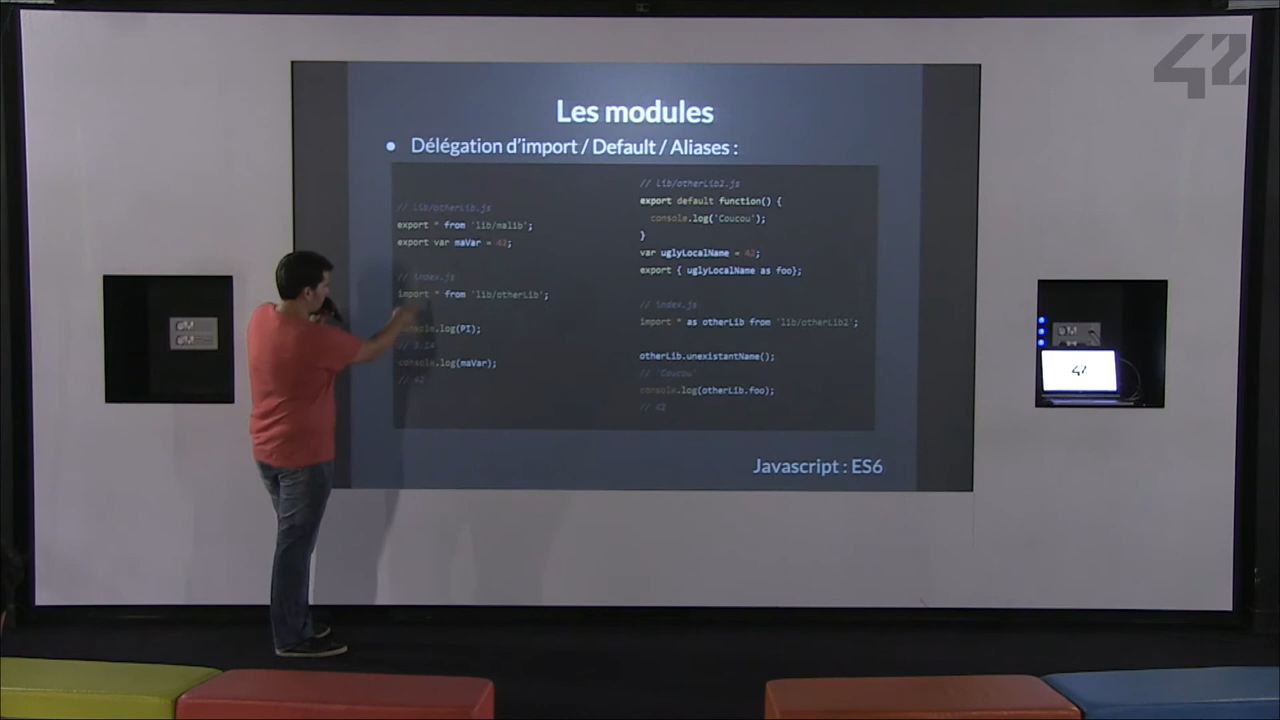 42
Les modules
● Délégation d'import / Default / Aliases :
// lib/otherLib.js
export * from 'lib/malib';
export var maVar = 42;
// index.js
import * from 'lib/otherLib';
console.log(PI);
// 3.14
console.log(maVar);
// 42
// lib/otherLib2.js
export default function() {
console.log('Coucou');
}
var uglyLocalName = 42;
export { uglyLocalName as foo};
// index.js
import * as otherLib from 'lib/otherLib2';
otherLib.unexistantName();
// 'Coucou'
console.log(otherLib.foo);
// 42
Javascript : ES6
42